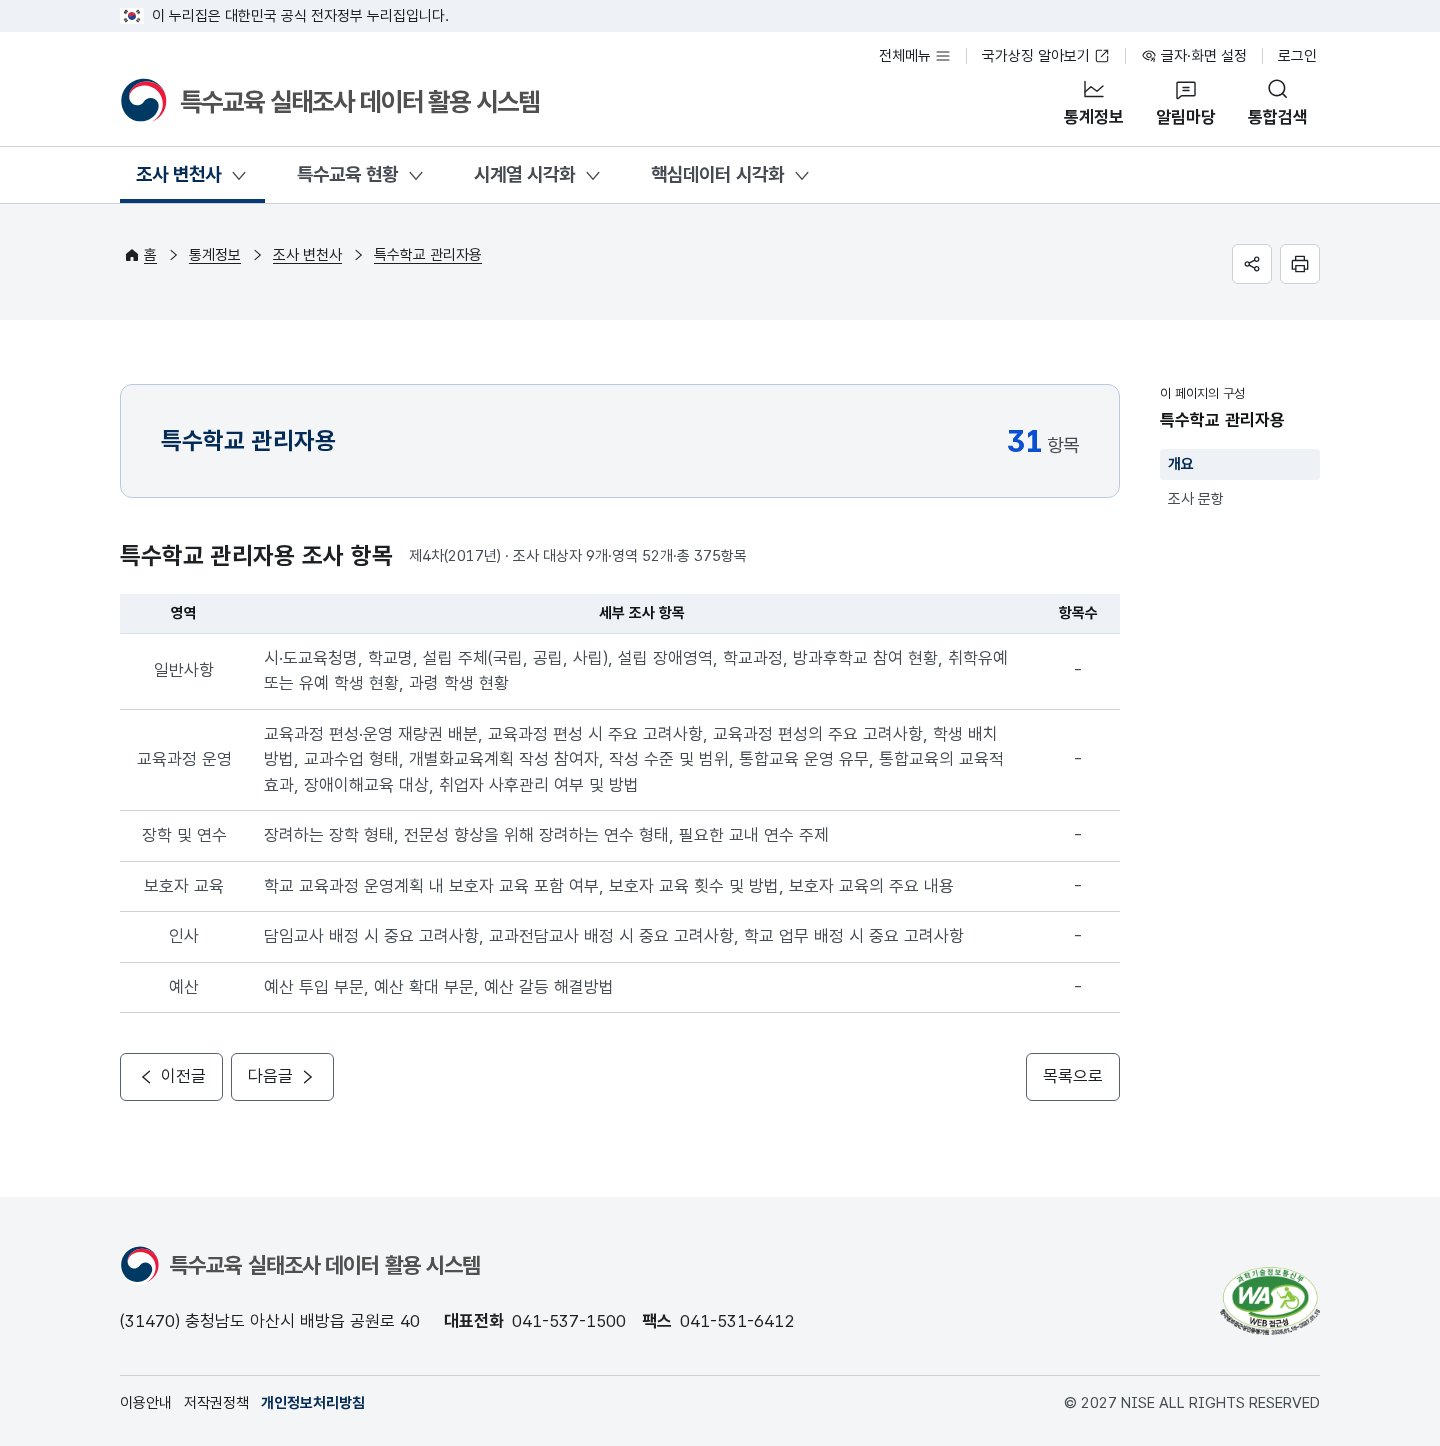 이 누리집은 대한민국 공식 전자정부 누리집입니다.
전체메뉴
국가상징 알아보기
글자·화면 설정
로그인
특수교육 실태조사 데이터 활용 시스템
통계정보
알림마당
통합검색
조사 변천사
특수교육 현황
시계열 시각화
핵심데이터 시각화
홈
통계정보
조사 변천사
특수학교 관리자용
특수학교 관리자용
31 항목
이 페이지의 구성
특수학교 관리자용
개요
조사 문항
특수학교 관리자용 조사 항목 제4차(2017년) · 조사 대상자 9개·영역 52개·총 375항목
영역 세부 조사 항목 항목수
일반사항
시·도교육청명, 학교명, 설립 주체(국립, 공립, 사립), 설립 장애영역, 학교과정, 방과후학교 참여 현황, 취학유예
또는 유예 학생 현황, 과령 학생 현황
-
교육과정 운영
교육과정 편성·운영 재량권 배분, 교육과정 편성 시 주요 고려사항, 교육과정 편성의 주요 고려사항, 학생 배치
방법, 교과수업 형태, 개별화교육계획 작성 참여자, 작성 수준 및 범위, 통합교육 운영 유무, 통합교육의 교육적
효과, 장애이해교육 대상, 취업자 사후관리 여부 및 방법
-
장학 및 연수 장려하는 장학 형태, 전문성 향상을 위해 장려하는 연수 형태, 필요한 교내 연수 주제 -
보호자 교육 학교 교육과정 운영계획 내 보호자 교육 포함 여부, 보호자 교육 횟수 및 방법, 보호자 교육의 주요 내용 -
인사 담임교사 배정 시 중요 고려사항, 교과전담교사 배정 시 중요 고려사항, 학교 업무 배정 시 중요 고려사항 -
예산 예산 투입 부문, 예산 확대 부문, 예산 갈등 해결방법 -
이전글
다음글
목록으로
특수교육 실태조사 데이터 활용 시스템
(31470) 충청남도 아산시 배방읍 공원로 40 대표전화 041-537-1500 팩스 041-531-6412
과학기술정보통신부
WA
WEB 접근성
이용안내 저작권정책 개인정보처리방침
© 2027 NISE ALL RIGHTS RESERVED